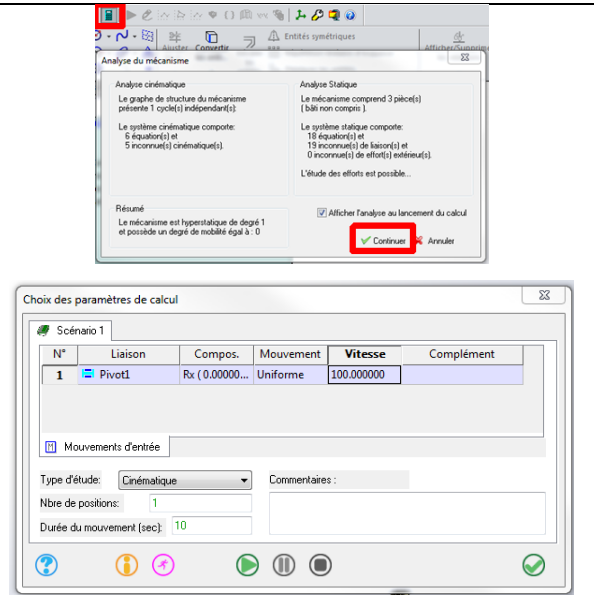 Entités symétriques
Ajuster Convertir
Afficher/Supprime
Analyse du mécanisme
Analyse cinématique
Le graphe de structure du mécanisme
présente 1 cycle(s) indépendant(s):
Le système cinématique comporte:
6 équation(s) et
5 inconnue(s) cinématique(s).
Analyse Statique
Le mécanisme comprend 3 pièce(s)
( bâti non compris ).
Le système statique comporte:
18 équation(s) et
19 inconnue(s) de liaison(s) et
0 inconnue(s) de effort(s) extérieur(s).
L'étude des efforts est possible...
Résumé
Le mécanisme est hyperstatique de degré 1
et possède un degré de mobilité égal à : 0
Afficher l'analyse au lancement du calcul
Continuer Annuler
Choix des paramètres de calcul
Scénario 1
N° Liaison Compos. Mouvement Vitesse Complément
1 Pivot1 Rx ( 0.00000... Uniforme 100.000000
Mouvements d'entrée
Type d'étude: Cinématique Commentaires :
Nbre de positions: 1
Durée du mouvement (sec): 10